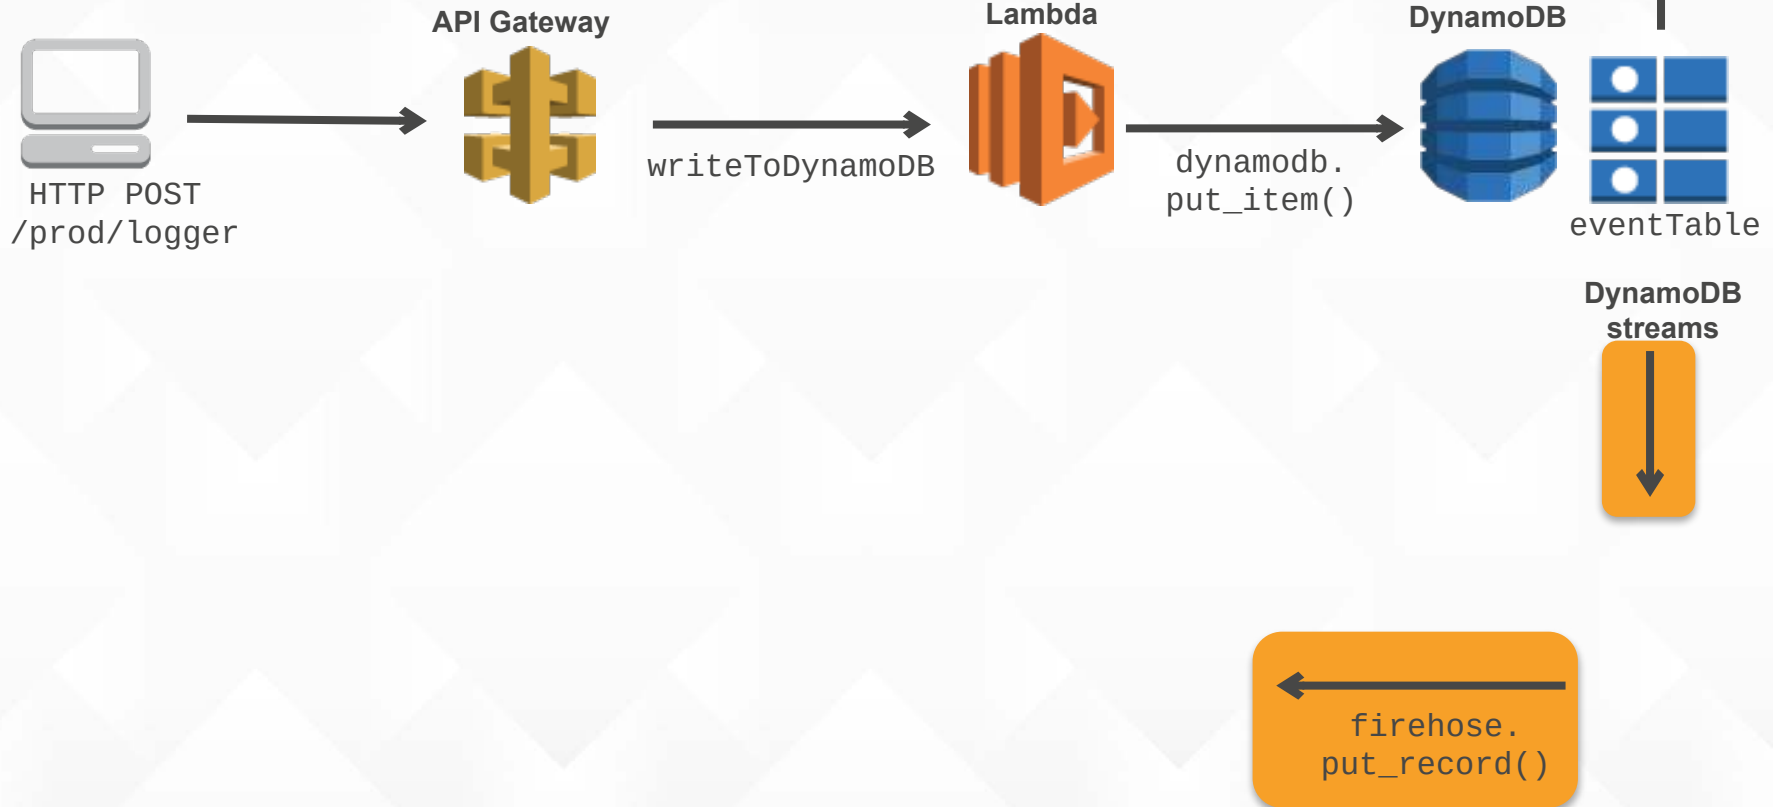 API Gateway
Lambda
DynamoDB
HTTP POST
/prod/logger
writeToDynamoDB
dynamodb.
put_item()
eventTable
DynamoDB
streams
firehose.
put_record()